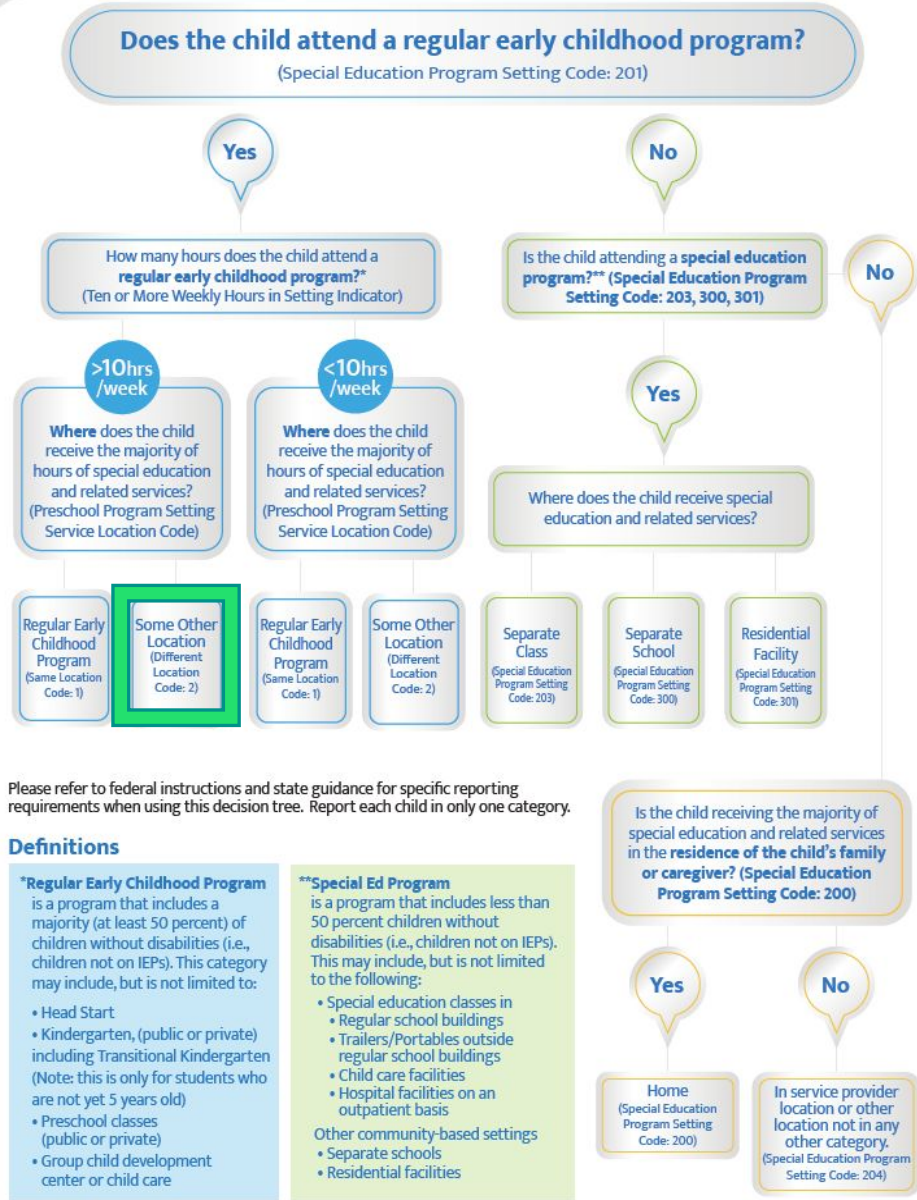 Does the child attend a regular early childhood program?
(Special Education Program Setting Code: 201)
Yes
No
How many hours does the child attend a
regular early childhood program?*
(Ten or More Weekly Hours in Setting Indicator)
Is the child attending a special education
program?** (Special Education Program
Setting Code: 203, 300, 301)
No
>10hrs
/week
Where does the child
receive the majority of
hours of special education
and related services?
(Preschool Program Setting
Service Location Code)
<10hrs
/week
Where does the child
receive the majority of
hours of special education
and related services?
(Preschool Program Setting
Service Location Code)
Yes
Where does the child receive special
education and related services?
Regular Early
Childhood
Program
(Same Location
Code: 1)
Some Other
Location
(Different
Location
Code: 2)
Regular Early
Childhood
Program
(Same Location
Code: 1)
Some Other
Location
(Different
Location
Code: 2)
Separate
Class
(Special Education
Program Setting
Code: 203)
Separate
School
(Special Education
Program Setting
Code: 300)
Residential
Facility
(Special Education
Program Setting
Code: 301)
Please refer to federal instructions and state guidance for specific reporting
requirements when using this decision tree. Report each child in only one category.
Is the child receiving the majority of
special education and related services
in the residence of the child's family
or caregiver? (Special Education
Program Setting Code: 200)
Yes
No
Home
(Special Education
Program Setting
Code: 200)
In service provider
location or other
location not in any
other category.
(Special Education Program
Setting Code: 204)
Definitions
*Regular Early Childhood Program
is a program that includes a
majority (at least 50 percent) of
children without disabilities (i.e.,
children not on IEPs). This category
may include, but is not limited to:
• Head Start
• Kindergarten, (public or private)
including Transitional Kindergarten
(Note: this is only for students who
are not yet 5 years old)
• Preschool classes
(public or private)
• Group child development
center or child care
**Special Ed Program
is a program that includes less than
50 percent children without
disabilities (i.e., children not on IEPs).
This may include, but is not limited
to the following:
• Special education classes in
• Regular school buildings
• Trailers/Portables outside
regular school buildings
• Child care facilities
• Hospital facilities on an
outpatient basis
Other community-based settings
• Separate schools
• Residential facilities